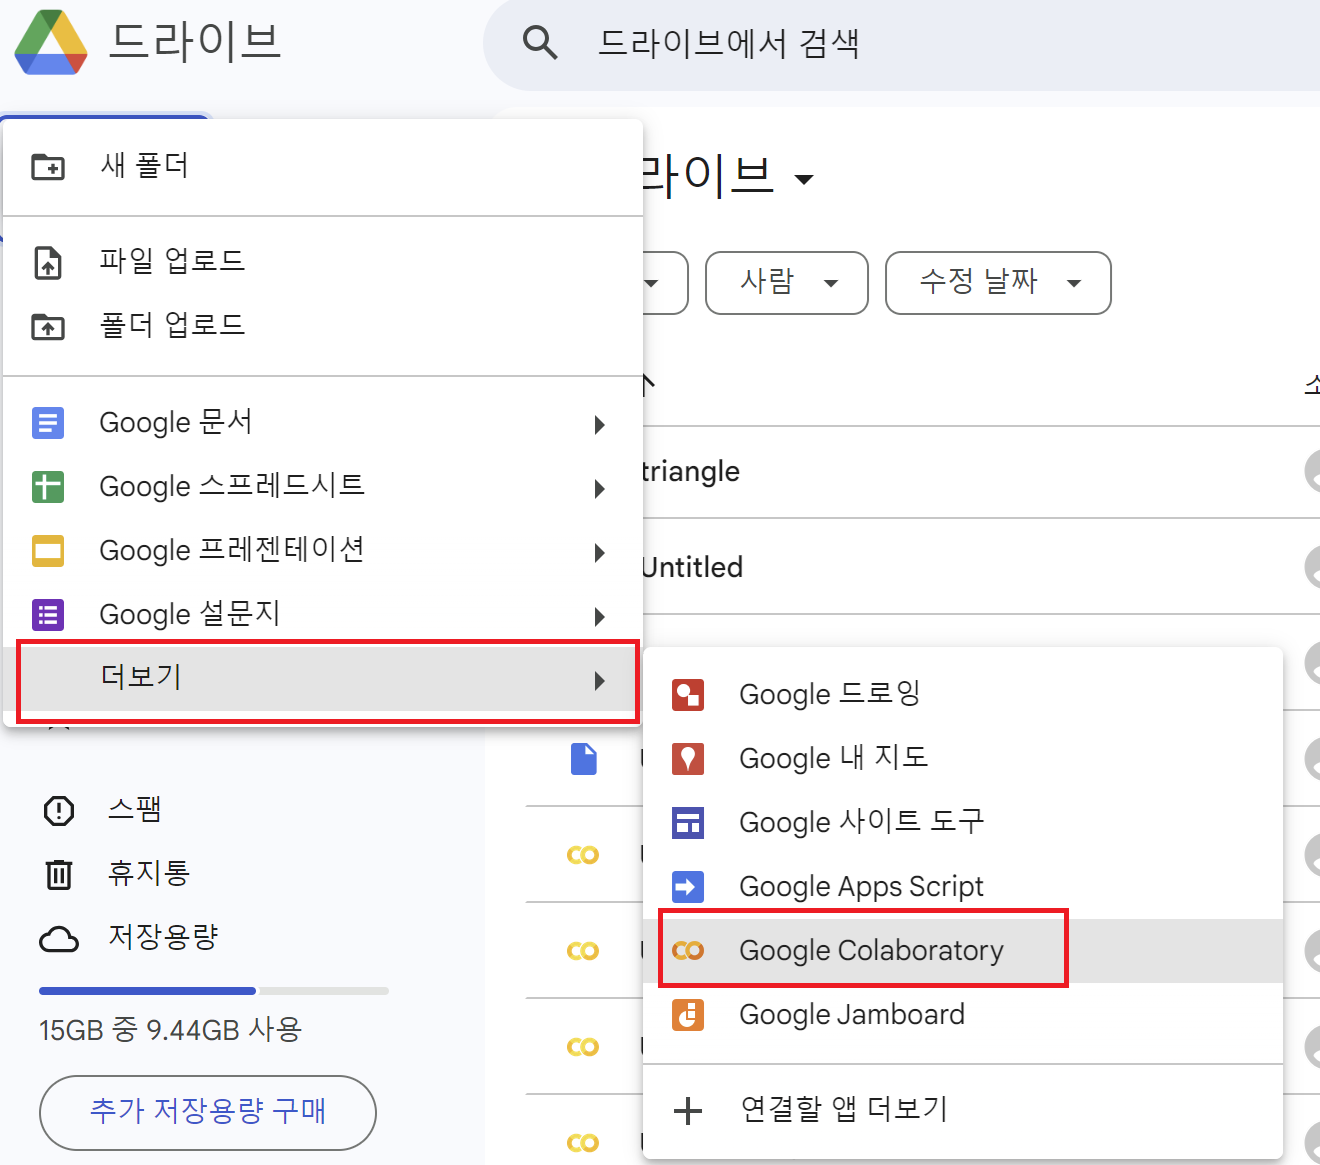 드라이브
드라이브에서 검색
새 폴더
라이브
파일 업로드
사람
수정 날짜
폴더 업로드
Google 문서
triangle
Google 스프레드시트
Google 프레젠테이션
Untitled
Google 설문지
더보기
Google 드로잉
Google 내 지도
스팸
Google 사이트 도구
휴지통
Google Apps Script
저장용량
Google Colaboratory
15GB 중 9.44GB 사용
Google Jamboard
추가 저장용량 구매
연결할 앱 더보기